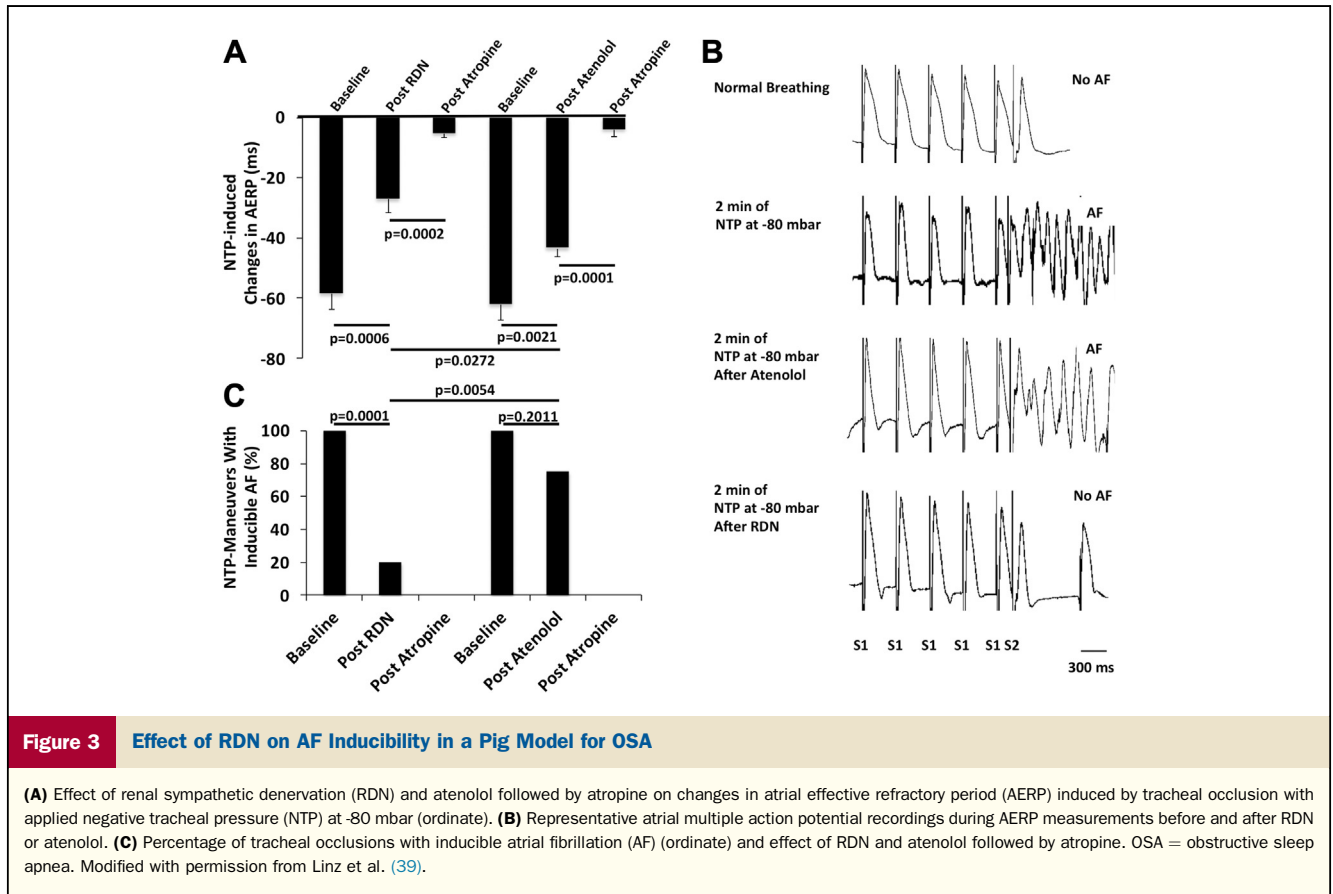 A
Baseline
Post RDN
Post Atropine
Baseline
Post Atenolol
Post Atropine
NTP-induced
Changes in AERP (ms)
0
-20
-40
-60
-80
p=0.0002
p=0.0001
p=0.0006
p=0.0021
p=0.0272
C
p=0.0054
p=0.0001
p=0.2011
NTP-Maneuvers With
Inducible AF (%)
100
80
60
40
20
0
Baseline
Post RDN
Post Atropine
Baseline
Post Atenolol
Post Atropine
B
Normal Breathing
No AF
2 min of
NTP at -80 mbar
AF
2 min of
NTP at -80 mbar
After Atenolol
AF
2 min of
NTP at -80 mbar
After RDN
No AF
S1 S1 S1 S1 S1 S2
300 ms
Figure 3 Effect of RDN on AF Inducibility in a Pig Model for OSA
(A) Effect of renal sympathetic denervation (RDN) and atenolol followed by atropine on changes in atrial effective refractory period (AERP) induced by tracheal occlusion with
applied negative tracheal pressure (NTP) at -80 mbar (ordinate). (B) Representative atrial multiple action potential recordings during AERP measurements before and after RDN
or atenolol. (C) Percentage of tracheal occlusions with inducible atrial fibrillation (AF) (ordinate) and effect of RDN and atenolol followed by atropine. OSA = obstructive sleep
apnea. Modified with permission from Linz et al. (39).